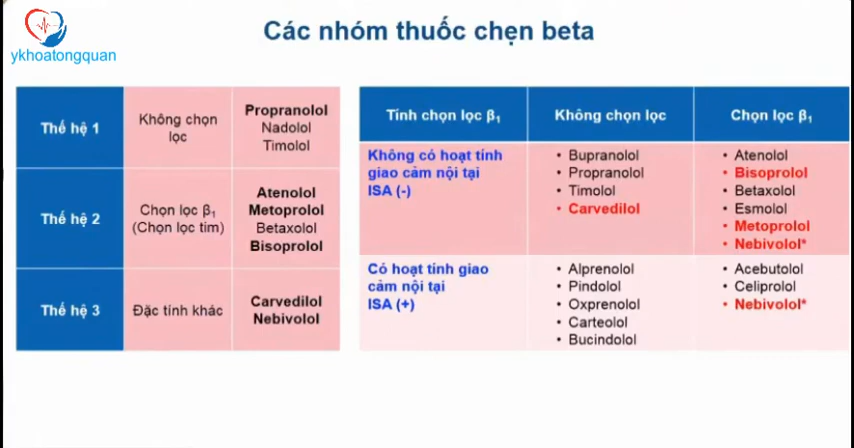 ykhoatongquan
Các nhóm thuốc chẹn beta
Thế hệ 1
Không chọn
lọc
Propranolol
Nadolol
Timolol
Thế hệ 2
Chọn lọc β₁
(Chọn lọc tim)
Atenolol
Metoprolol
Betaxolol
Bisoprolol
Thế hệ 3
Đặc tính khác
Carvedilol
Nebivolol
Tính chọn lọc β₁
Không chọn lọc
Chọn lọc β₁
Không có hoạt tính
giao cảm nội tại
ISA (-)
• Bupranolol
• Propranolol
• Timolol
• Carvedilol
• Atenolol
• Bisoprolol
• Betaxolol
• Esmolol
• Metoprolol
• Nebivolol*
Có hoạt tính giao
cảm nội tại
ISA (+)
• Alprenolol
• Pindolol
• Oxprenolol
• Carteolol
• Bucindolol
• Acebutolol
• Celiprolol
• Nebivolol*